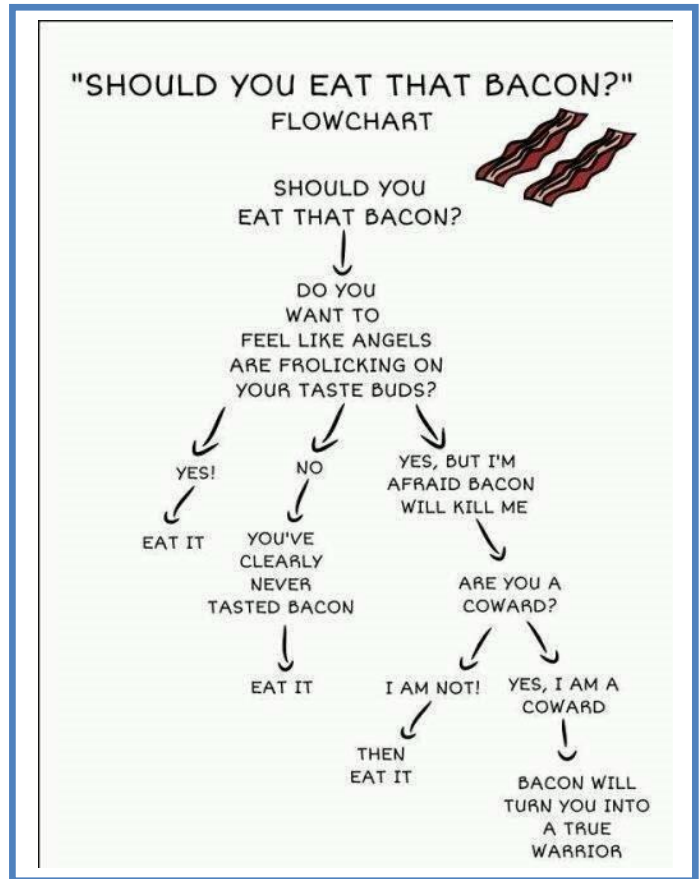 "SHOULD YOU EAT THAT BACON?"
FLOWCHART
SHOULD YOU
EAT THAT BACON?
DO YOU
WANT TO
FEEL LIKE ANGELS
ARE FROLICKING ON
YOUR TASTE BUDS?
YES!
EAT IT
NO
YOU'VE
CLEARLY
NEVER
TASTED BACON
EAT IT
YES, BUT I'M
AFRAID BACON
WILL KILL ME
ARE YOU A
COWARD?
I AM NOT!
THEN
EAT IT
YES, I AM A
COWARD
BACON WILL
TURN YOU INTO
A TRUE
WARRIOR